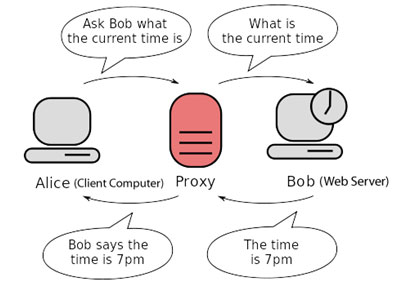 Ask Bob what
the current time is
What is
the current time
Alice (Client Computer)
Proxy
Bob (Web Server)
Bob says the
time is 7pm
The time
is 7pm